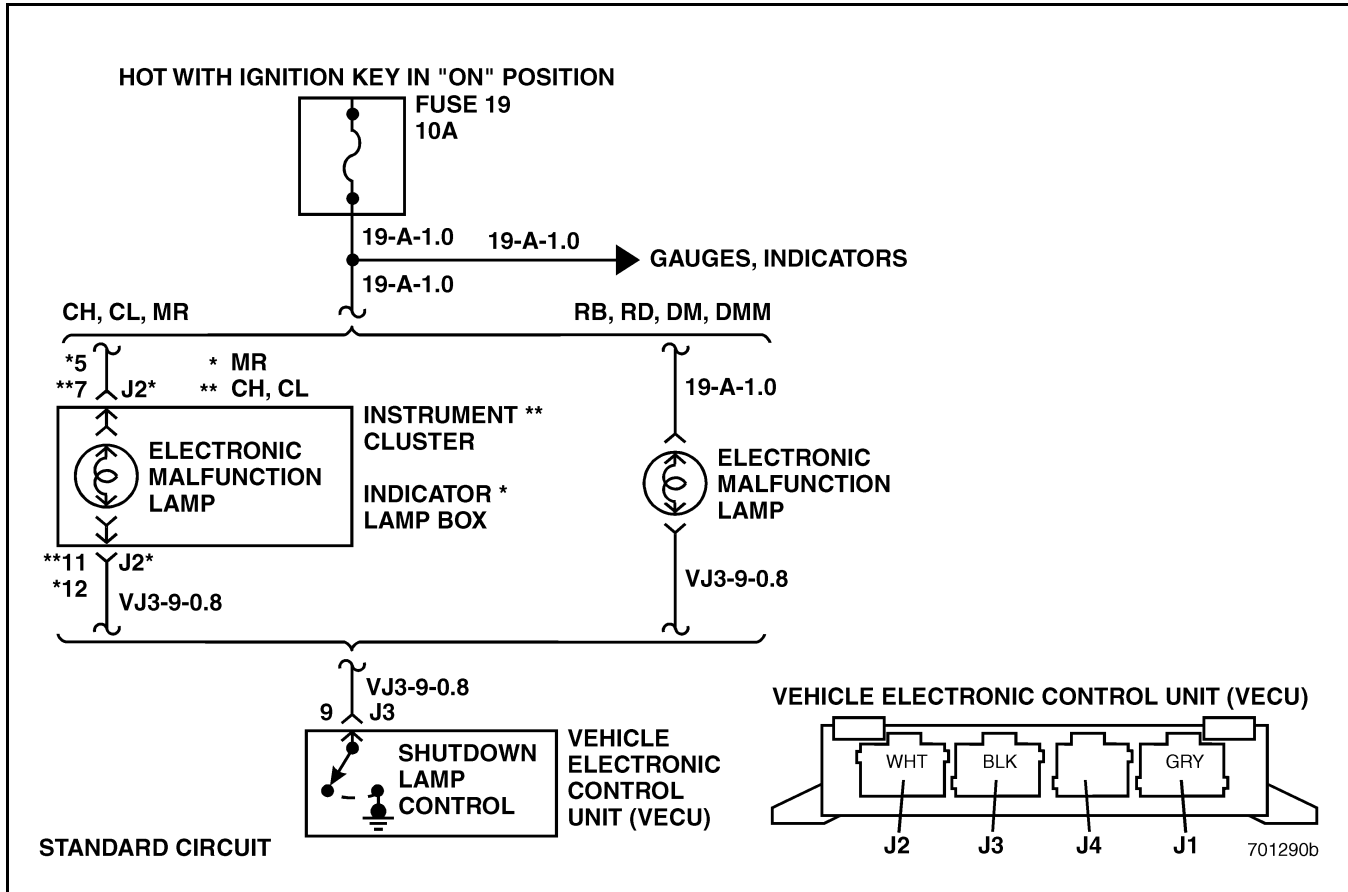 HOT WITH IGNITION KEY IN "ON" POSITION
FUSE 19
10A
19-A-1.0
19-A-1.0
GAUGES, INDICATORS
19-A-1.0
CH, CL, MR
RB, RD, DM, DMM
*5
* MR
**7
J2*
** CH, CL
19-A-1.0
INSTRUMENT **
CLUSTER
ELECTRONIC
MALFUNCTION
LAMP
INDICATOR *
LAMP BOX
ELECTRONIC
MALFUNCTION
LAMP
**11
J2*
*12
VJ3-9-0.8
VJ3-9-0.8
VJ3-9-0.8
9
J3
SHUTDOWN
LAMP
CONTROL
VEHICLE
ELECTRONIC
CONTROL
UNIT (VECU)
VEHICLE ELECTRONIC CONTROL UNIT (VECU)
WHT
BLK
GRY
J2
J3
J4
J1
STANDARD CIRCUIT
701290b